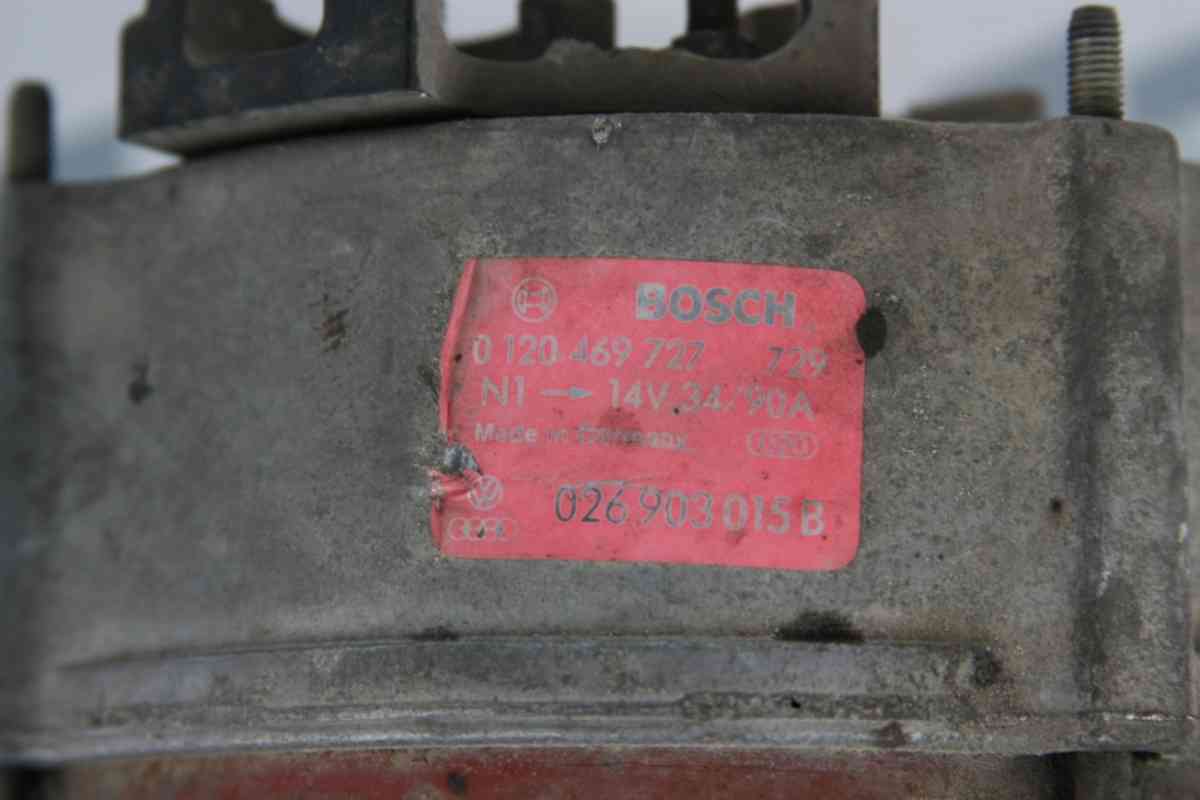 BOSCH
0 120 469 727 729
N1 → 14V 34/90A
Made in Germany
026 903 015 B